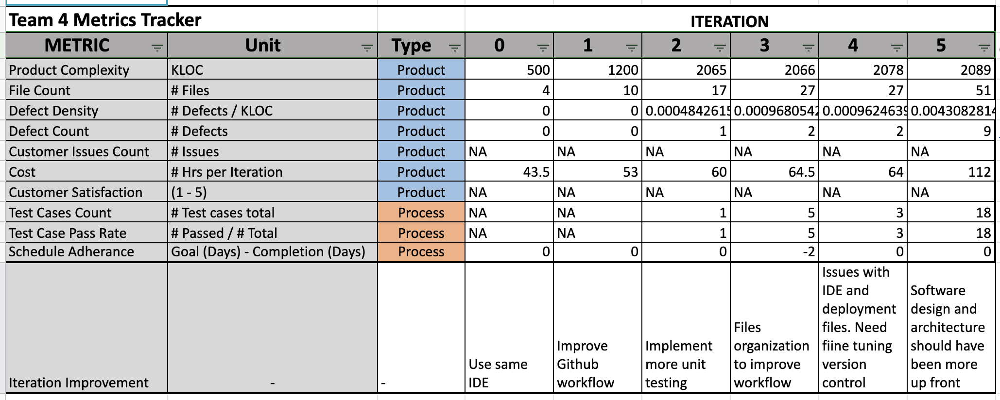 Team 4 Metrics Tracker ITERATION
METRIC Unit Type 0 1 2 3 4 5
Product Complexity KLOC Product 500 1200 2065 2066 2078 2089
File Count # Files Product 4 10 17 27 27 51
Defect Density # Defects / KLOC Product 0 0 0.000484261 0.000968054 0.000962463 0.004308281
Defect Count # Defects Product 0 0 1 2 2 9
Customer Issues Count # Issues Product NA NA NA NA NA NA
Cost # Hrs per Iteration Product 43.5 53 60 64.5 64 112
Customer Satisfaction (1 - 5) Product NA NA NA NA NA NA
Test Cases Count # Test cases total Process NA NA 1 5 3 18
Test Case Pass Rate # Passed / # Total Process NA NA 1 5 3 18
Schedule Adherance Goal (Days) - Completion (Days) Process 0 0 0 -2 0 0
Iteration Improvement - -
Use same
IDE
Improve
Github
workflow
Implement
more unit
testing
Files
organization
to improve
workflow
Issues with
IDE and
deployment
files. Need
fiine tuning
version
control
Software
design and
architecture
should have
been more
up front